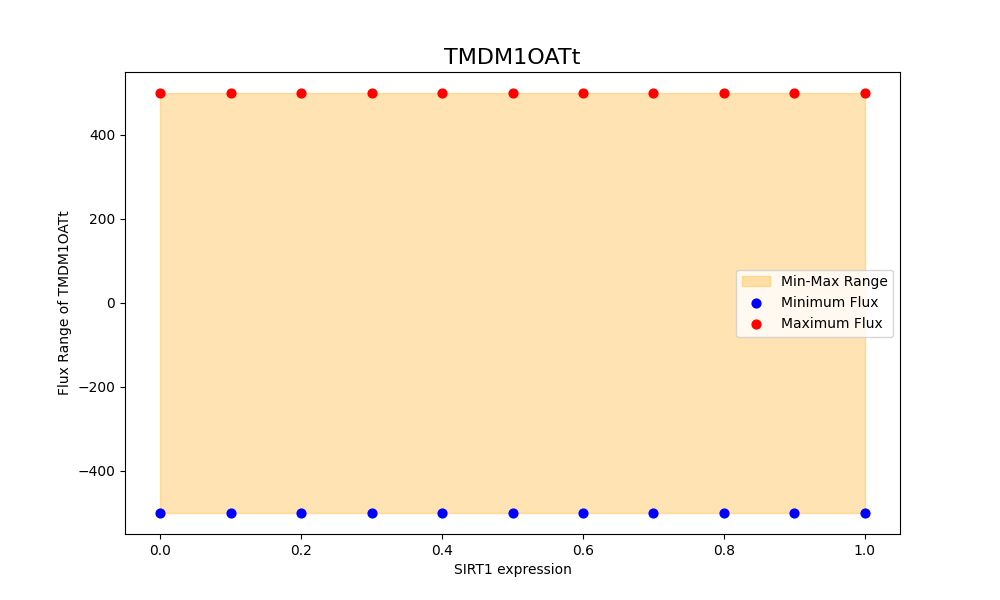 TMDM1OATt
Flux Range of TMDM1OATt
400
200
0
−200
−400
Min-Max Range
Minimum Flux
Maximum Flux
0.0 0.2 0.4 0.6 0.8 1.0
SIRT1 expression